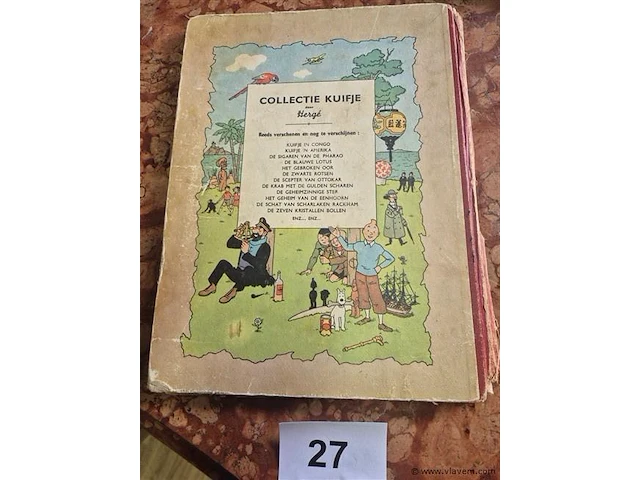 COLLECTIE KUIFJE
door
Hergé
Reeds verschenen en nog te verschijnen :
KUIFJE IN CONGO
KUIFJE IN AMERIKA
DE SIGAREN VAN DE PHARAO
DE BLAUWE LOTUS
HET GEBROKEN OOR
DE ZWARTE ROTSEN
DE SCEPTER VAN OTTOKAR
DE KRAB MET DE GULDEN SCHAREN
DE GEHEIMZINNIGE STER
HET GEHEIM VAN DE EENHOORN
DE SCHAT VAN SCHARLAKEN RACKHAM
DE ZEVEN KRISTALLEN BOLLEN
ENZ... ENZ...
27
©www.vlavem.com